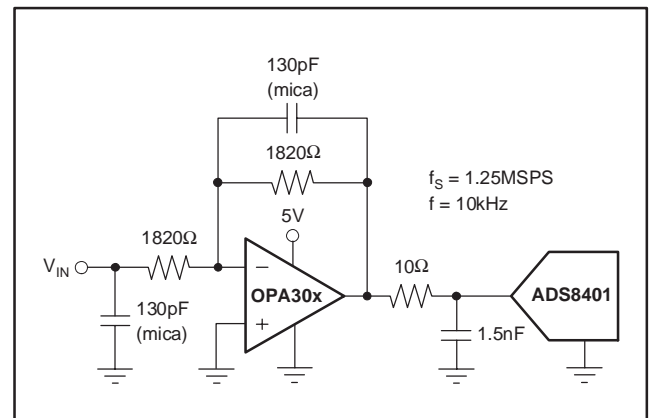 130pF
(mica)
1820Ω
f_S = 1.25MSPS
f = 10kHz
5V
1820Ω
V_IN
−
OPA30x
+
10Ω
ADS8401
130pF
(mica)
1.5nF